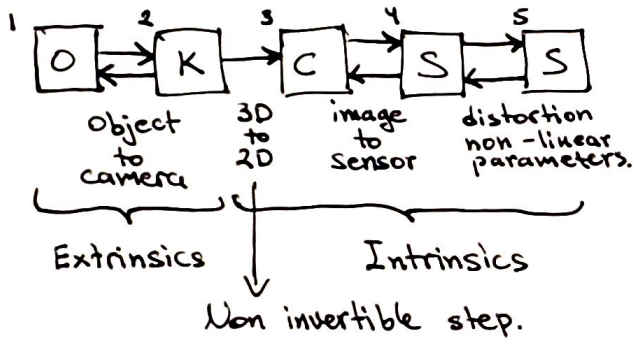 1 2 3 4 5
O K C S S
Object to camera
3D to 2D
image to sensor
distortion non-linear parameters.
Extrinsics
Intrinsics
Non invertible step.